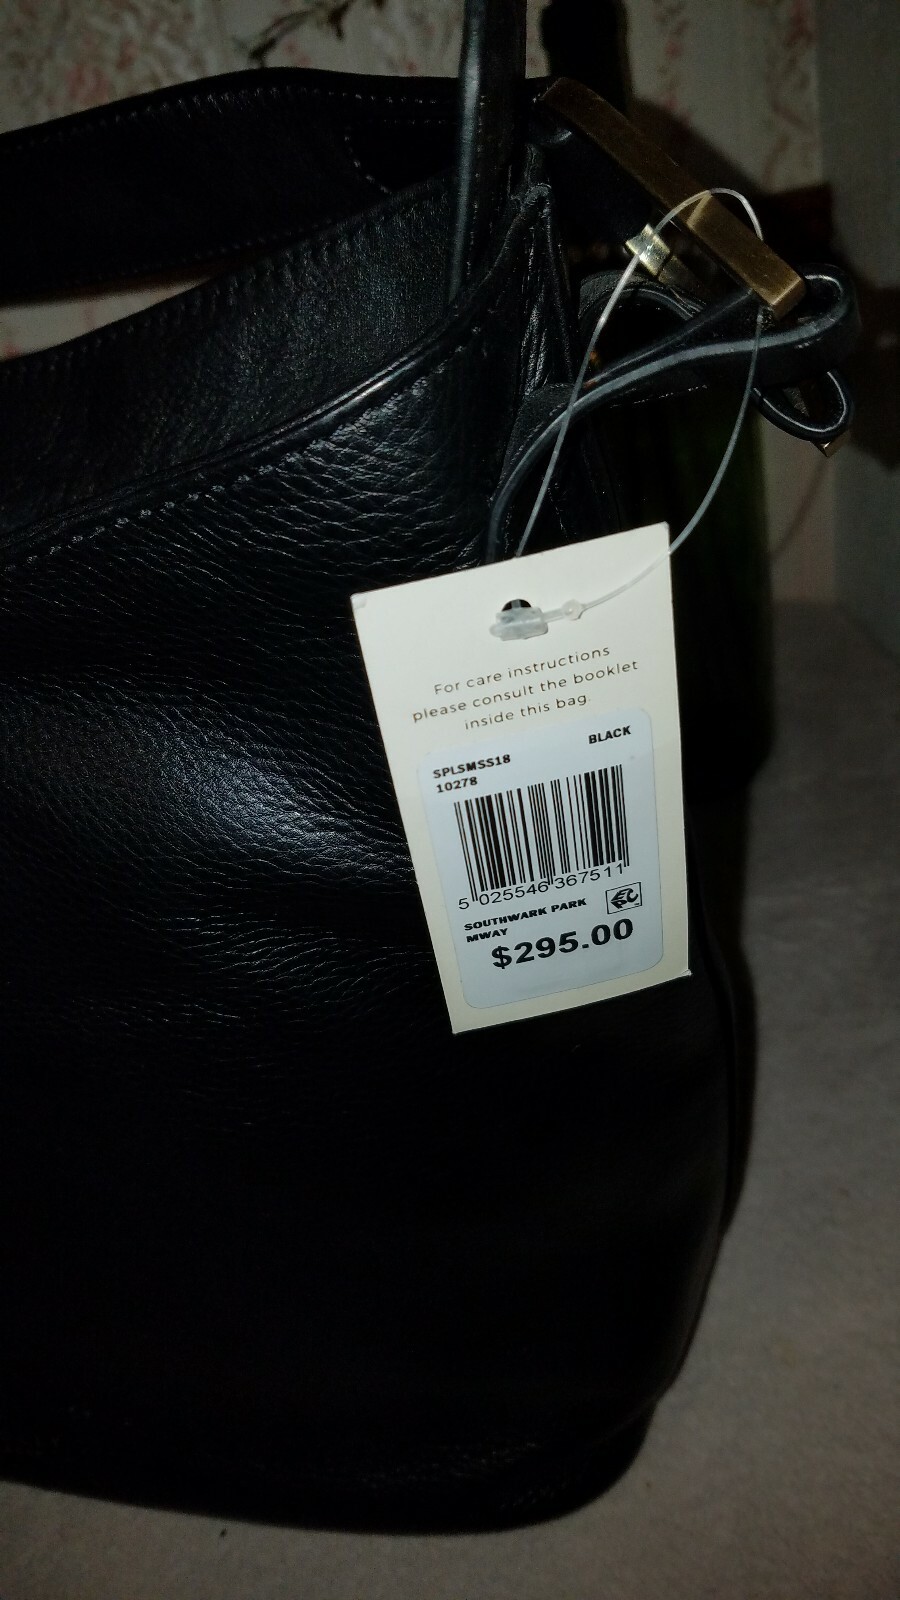 For care instructions
please consult the booklet
inside this bag.
BLACK
SPLSMSS18
10278
5 025546 367511
SOUTHWARK PARK
MWAY
$295.00